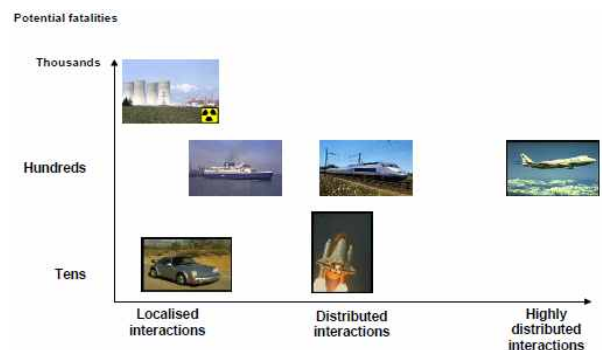 Potential fatalities
Thousands
Hundreds
Tens
Localised
interactions
Distributed
interactions
Highly
distributed
interactions